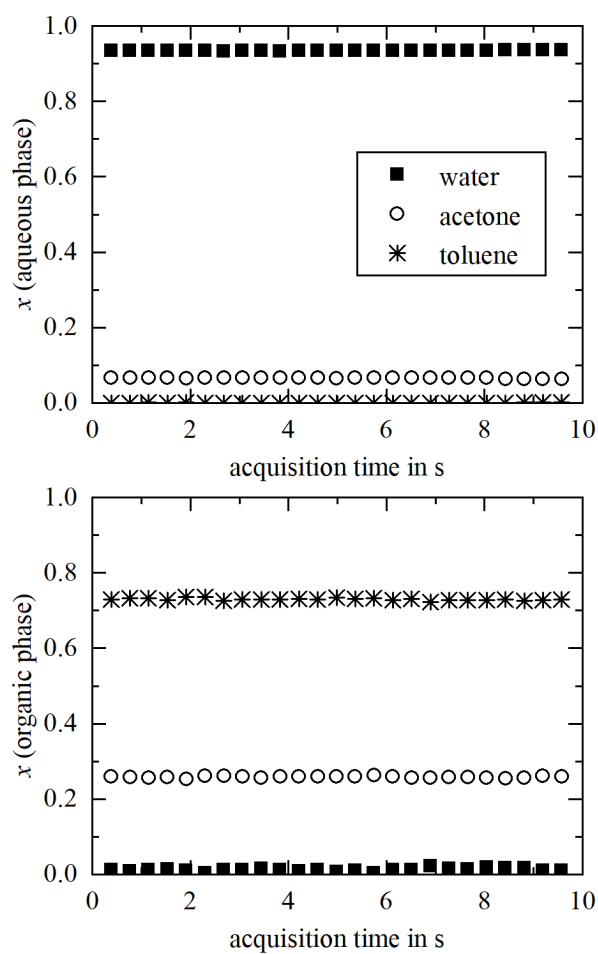 1.0
0.8
0.6
0.4
0.2
0.0
x (aqueous phase)
water
acetone
toluene
0 2 4 6 8 10
acquisition time in s
1.0
0.8
0.6
0.4
0.2
0.0
x (organic phase)
0 2 4 6 8 10
acquisition time in s